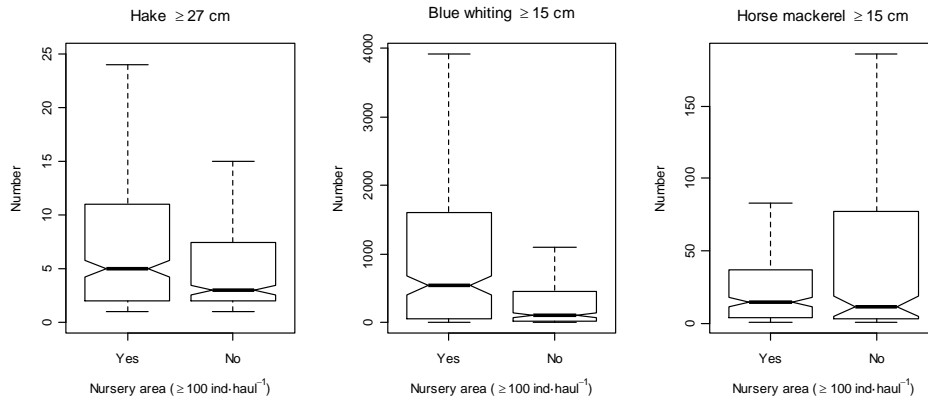 Hake ≥ 27 cm
Number
25
20
15
10
5
0
Yes
No
Nursery area ( ≥ 100 ind·haul⁻¹)
Blue whiting ≥ 15 cm
Number
4000
3000
2000
1000
0
Yes
No
Nursery area ( ≥ 100 ind·haul⁻¹)
Horse mackerel ≥ 15 cm
Number
150
100
50
0
Yes
No
Nursery area ( ≥ 100 ind·haul⁻¹)